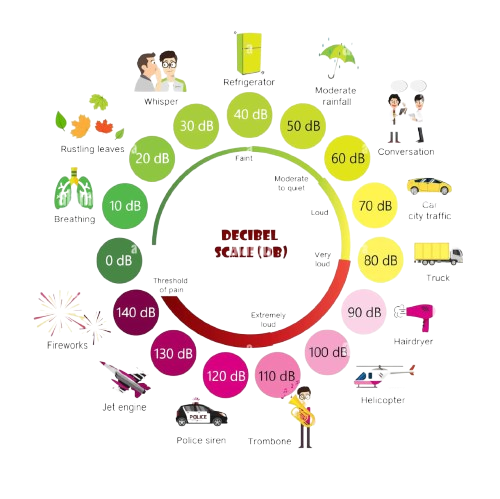 Refrigerator
Whisper
Moderate
rainfall
40 dB
30 dB
50 dB
Rustling leaves
20 dB
Faint
60 dB
Conversation
Moderate
to quiet
Breathing
10 dB
Loud
70 dB
Car
city traffic
DECIBEL
SCALE (DB)
0 dB
Very
loud
80 dB
Truck
Threshold
of pain
140 dB
Extremely
loud
90 dB
Hairdryer
Fireworks
130 dB
100 dB
120 dB
110 dB
Jet engine
Helicopter
POLICE
Police siren
Trombone